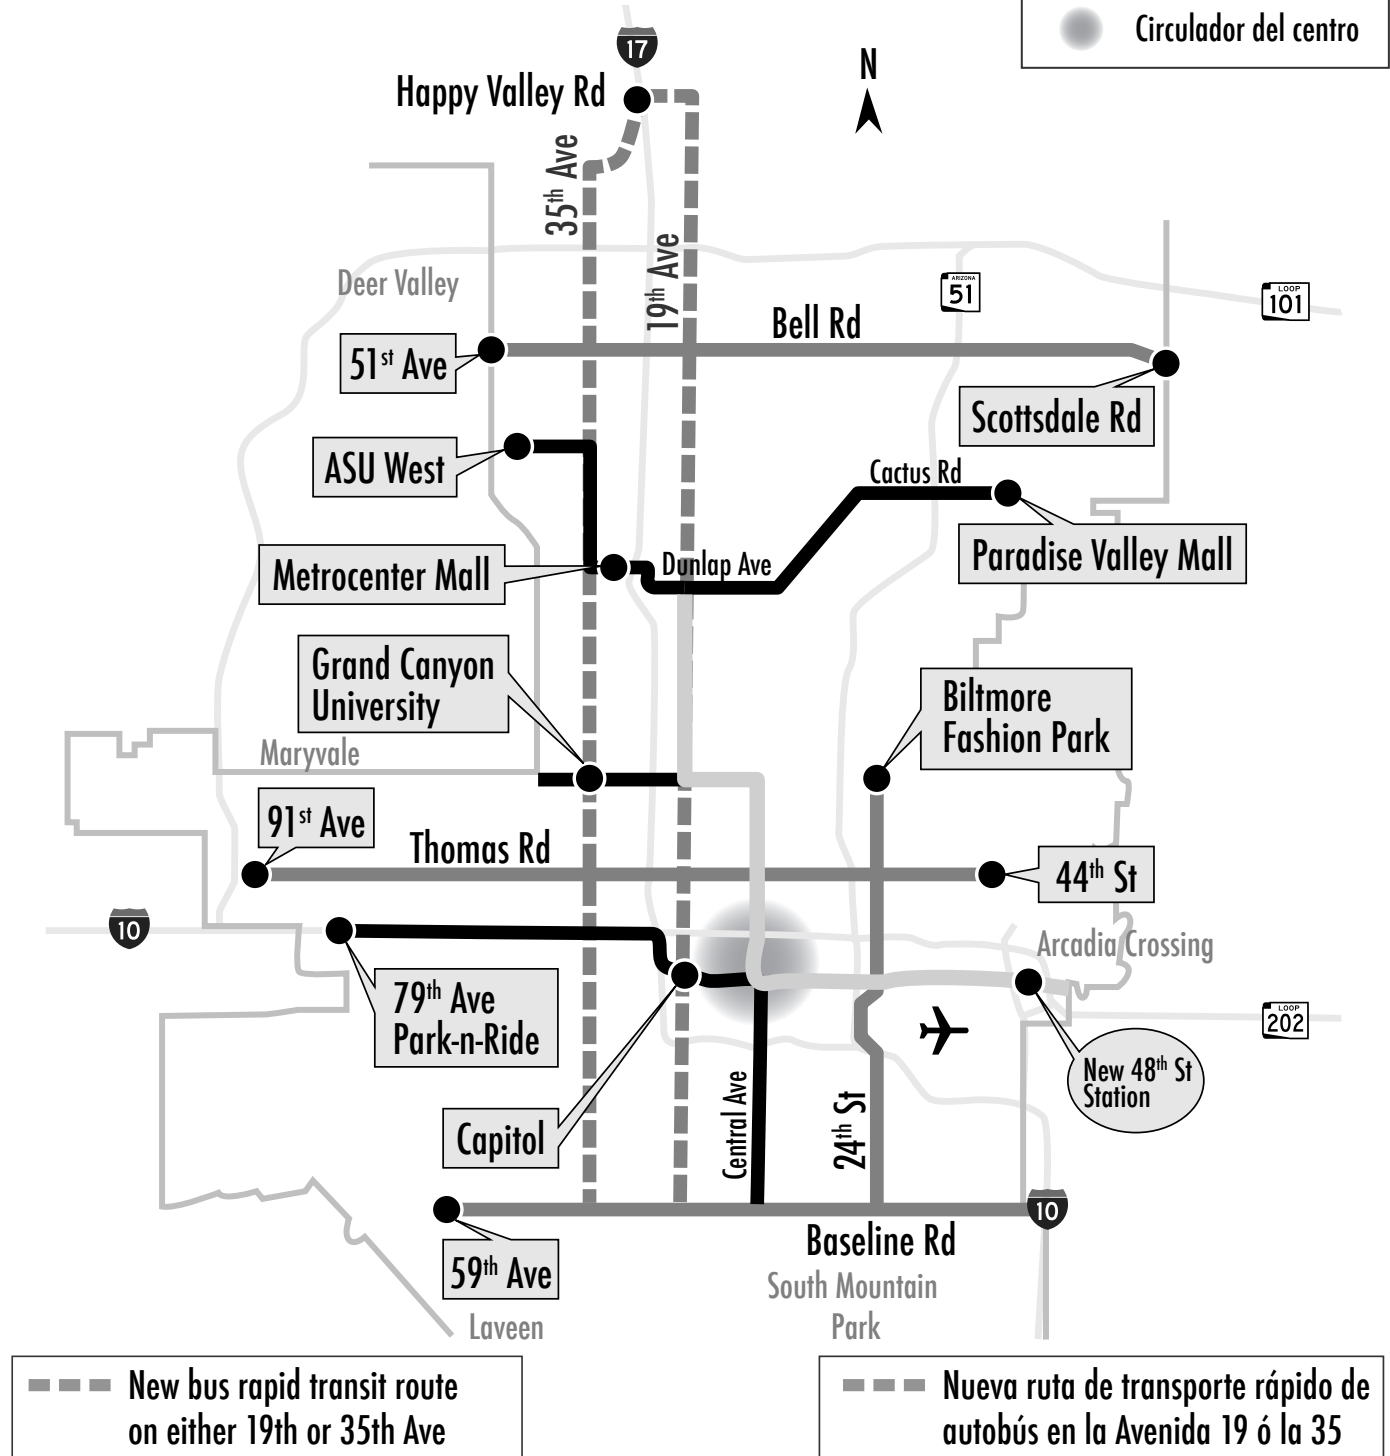 Circulador del centro
17
N
Happy Valley Rd
35th Ave
19th Ave
Deer Valley
ARIZONA
51
LOOP
101
Bell Rd
51st Ave
Scottsdale Rd
ASU West
Cactus Rd
Metrocenter Mall
Dunlap Ave
Paradise Valley Mall
Grand Canyon
University
Biltmore
Fashion Park
Maryvale
91st Ave
Thomas Rd
44th St
10
Arcadia Crossing
79th Ave
Park-n-Ride
LOOP
202
New 48th St
Station
Capitol
Central Ave
24th St
10
59th Ave
Baseline Rd
South Mountain
Park
Laveen
New bus rapid transit route
on either 19th or 35th Ave
Nueva ruta de transporte rápido de
autobús en la Avenida 19 ó la 35